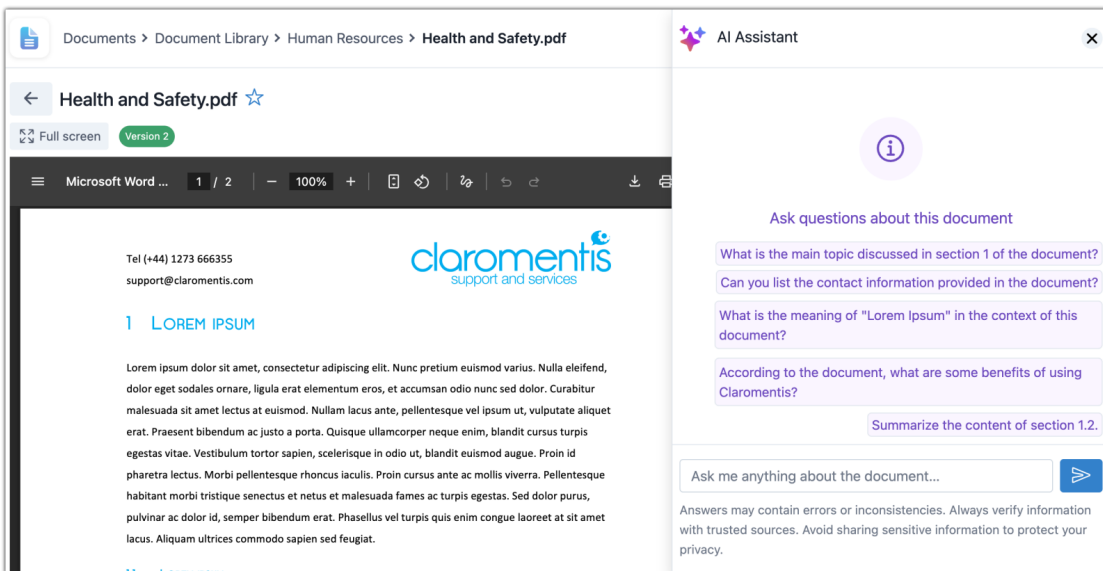 Documents > Document Library > Human Resources > Health and Safety.pdf
Health and Safety.pdf
Full screen
Version 2
Microsoft Word ... 1 / 2 100%
Tel (+44) 1273 666355
support@claromentis.com
claromentis
support and services
1 LOREM IPSUM
Lorem ipsum dolor sit amet, consectetur adipiscing elit. Nunc pretium euismod varius. Nulla eleifend,
dolor eget sodales ornare, ligula erat elementum eros, et accumsan odio nunc sed dolor. Curabitur
malesuada sit amet lectus at euismod. Nullam lacus ante, pellentesque vel ipsum ut, vulputate aliquet
erat. Praesent bibendum ac justo a porta. Quisque ullamcorper neque enim, blandit cursus turpis
egestas vitae. Vestibulum tortor sapien, scelerisque in odio ut, blandit euismod augue. Proin id
pharetra lectus. Morbi pellentesque rhoncus iaculis. Proin cursus ante ac mollis viverra. Pellentesque
habitant morbi tristique senectus et netus et malesuada fames ac turpis egestas. Sed dolor purus,
pulvinar ac dolor id, semper bibendum erat. Phasellus vel turpis quis enim congue laoreet at sit amet
lacus. Aliquam ultrices commodo sapien sed feugiat.
AI Assistant
Ask questions about this document
What is the main topic discussed in section 1 of the document?
Can you list the contact information provided in the document?
What is the meaning of "Lorem Ipsum" in the context of this
document?
According to the document, what are some benefits of using
Claromentis?
Summarize the content of section 1.2.
Ask me anything about the document...
Answers may contain errors or inconsistencies. Always verify information
with trusted sources. Avoid sharing sensitive information to protect your
privacy.